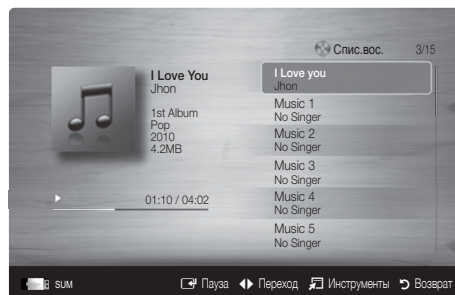 Спис.вос. 3/15
I Love You
Jhon
1st Album
Pop
2010
4.2MB
01:10 / 04:02
I Love you
Jhon
Music 1
No Singer
Music 2
No Singer
Music 3
No Singer
Music 4
No Singer
Music 5
No Singer
SUM Пауза Переход Инструменты Возврат